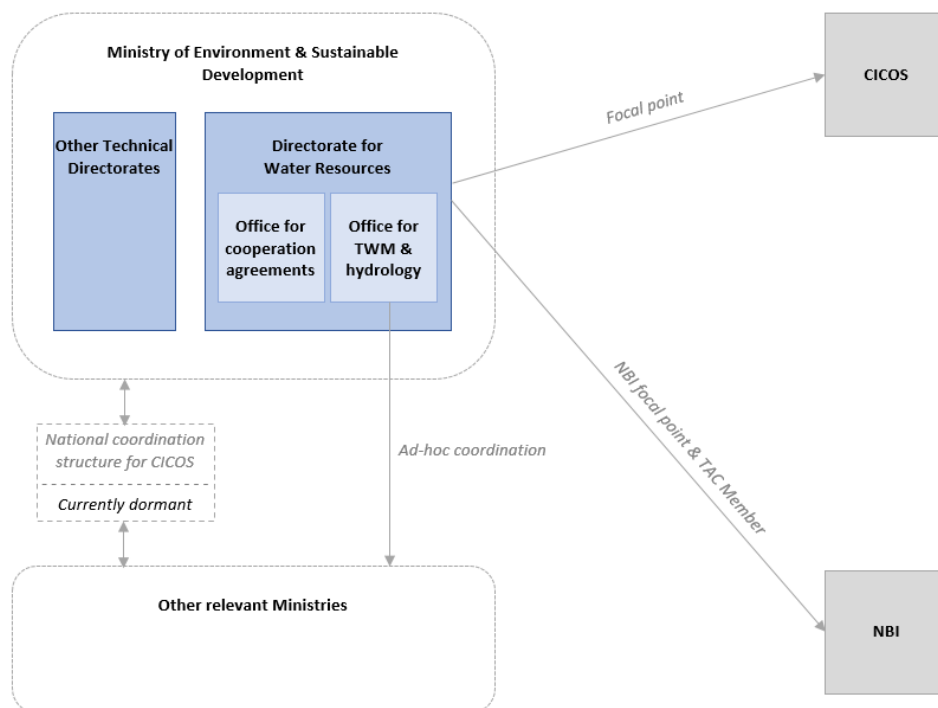 Ministry of Environment & Sustainable
Development
CICOS
Focal point
Other Technical
Directorates
Directorate for
Water Resources
Office for
cooperation
agreements
Office for
TWM &
hydrology
NBI focal point & TAC Member
National coordination
structure for CICOS
Currently dormant
Ad-hoc coordination
Other relevant Ministries
NBI